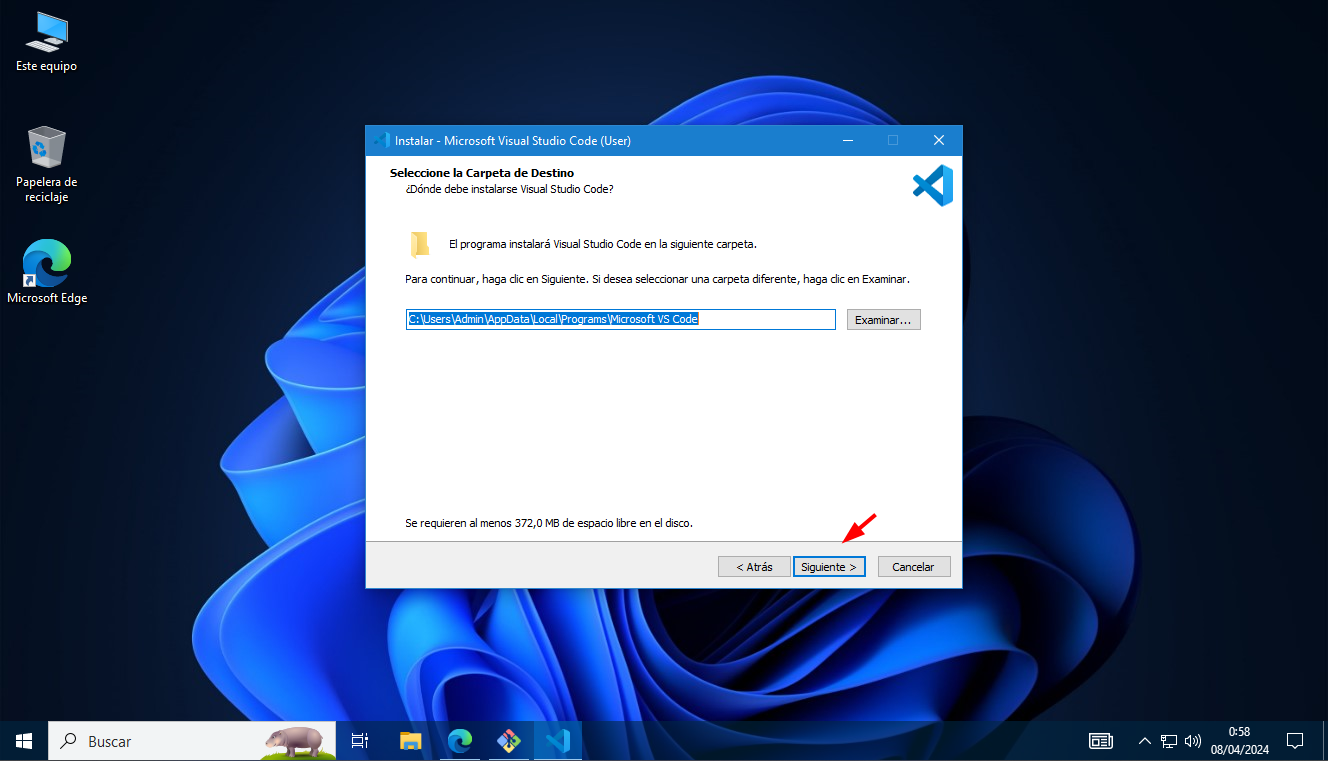 Este equipo
Papelera de
reciclaje
Microsoft Edge
Instalar - Microsoft Visual Studio Code (User)
Seleccione la Carpeta de Destino
¿Dónde debe instalarse Visual Studio Code?
El programa instalará Visual Studio Code en la siguiente carpeta.
Para continuar, haga clic en Siguiente. Si desea seleccionar una carpeta diferente, haga clic en Examinar.
C:\Users\Admin\AppData\Local\Programs\Microsoft VS Code
Examinar...
Se requieren al menos 372,0 MB de espacio libre en el disco.
< Atrás
Siguiente >
Cancelar
Buscar
0:58
08/04/2024